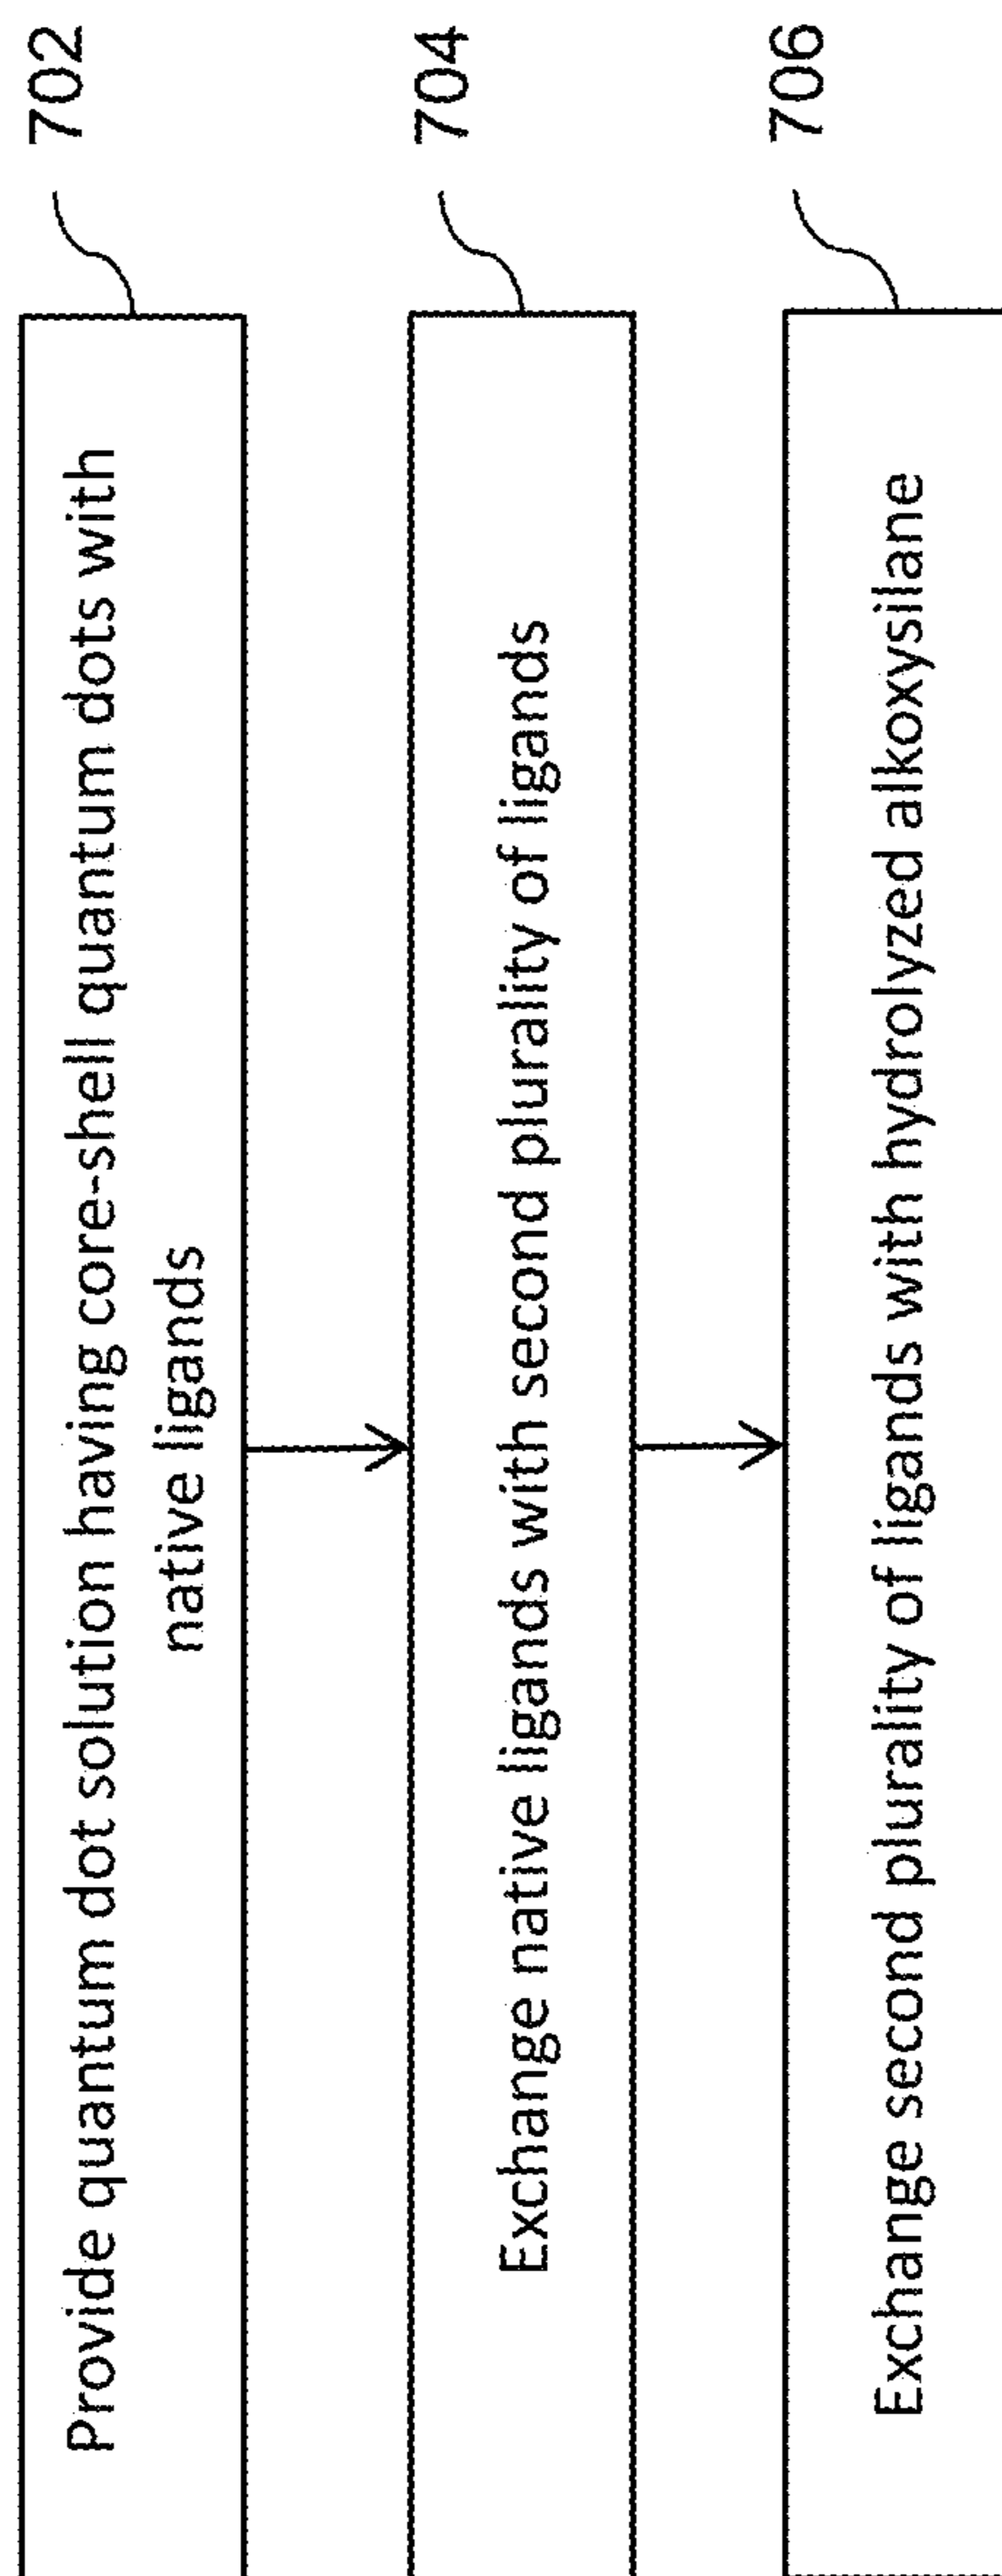 702
Provide quantum dot solution having core-shell quantum dots with
native ligands
704
Exchange native ligands with second plurality of ligands
706
Exchange second plurality of ligands with hydrolyzed alkoxysilane